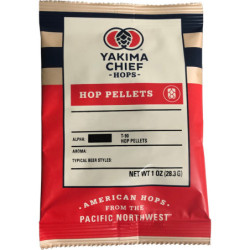 YAKIMA
CHIEF
HOPS
HOP PELLETS
ALPHA:
T-90
HOP PELLETS
AROMA:
TYPICAL BEER STYLES:
NET WT 1 OZ (28.3 G)
AMERICAN HOPS
FROM THE
PACIFIC NORTHWEST